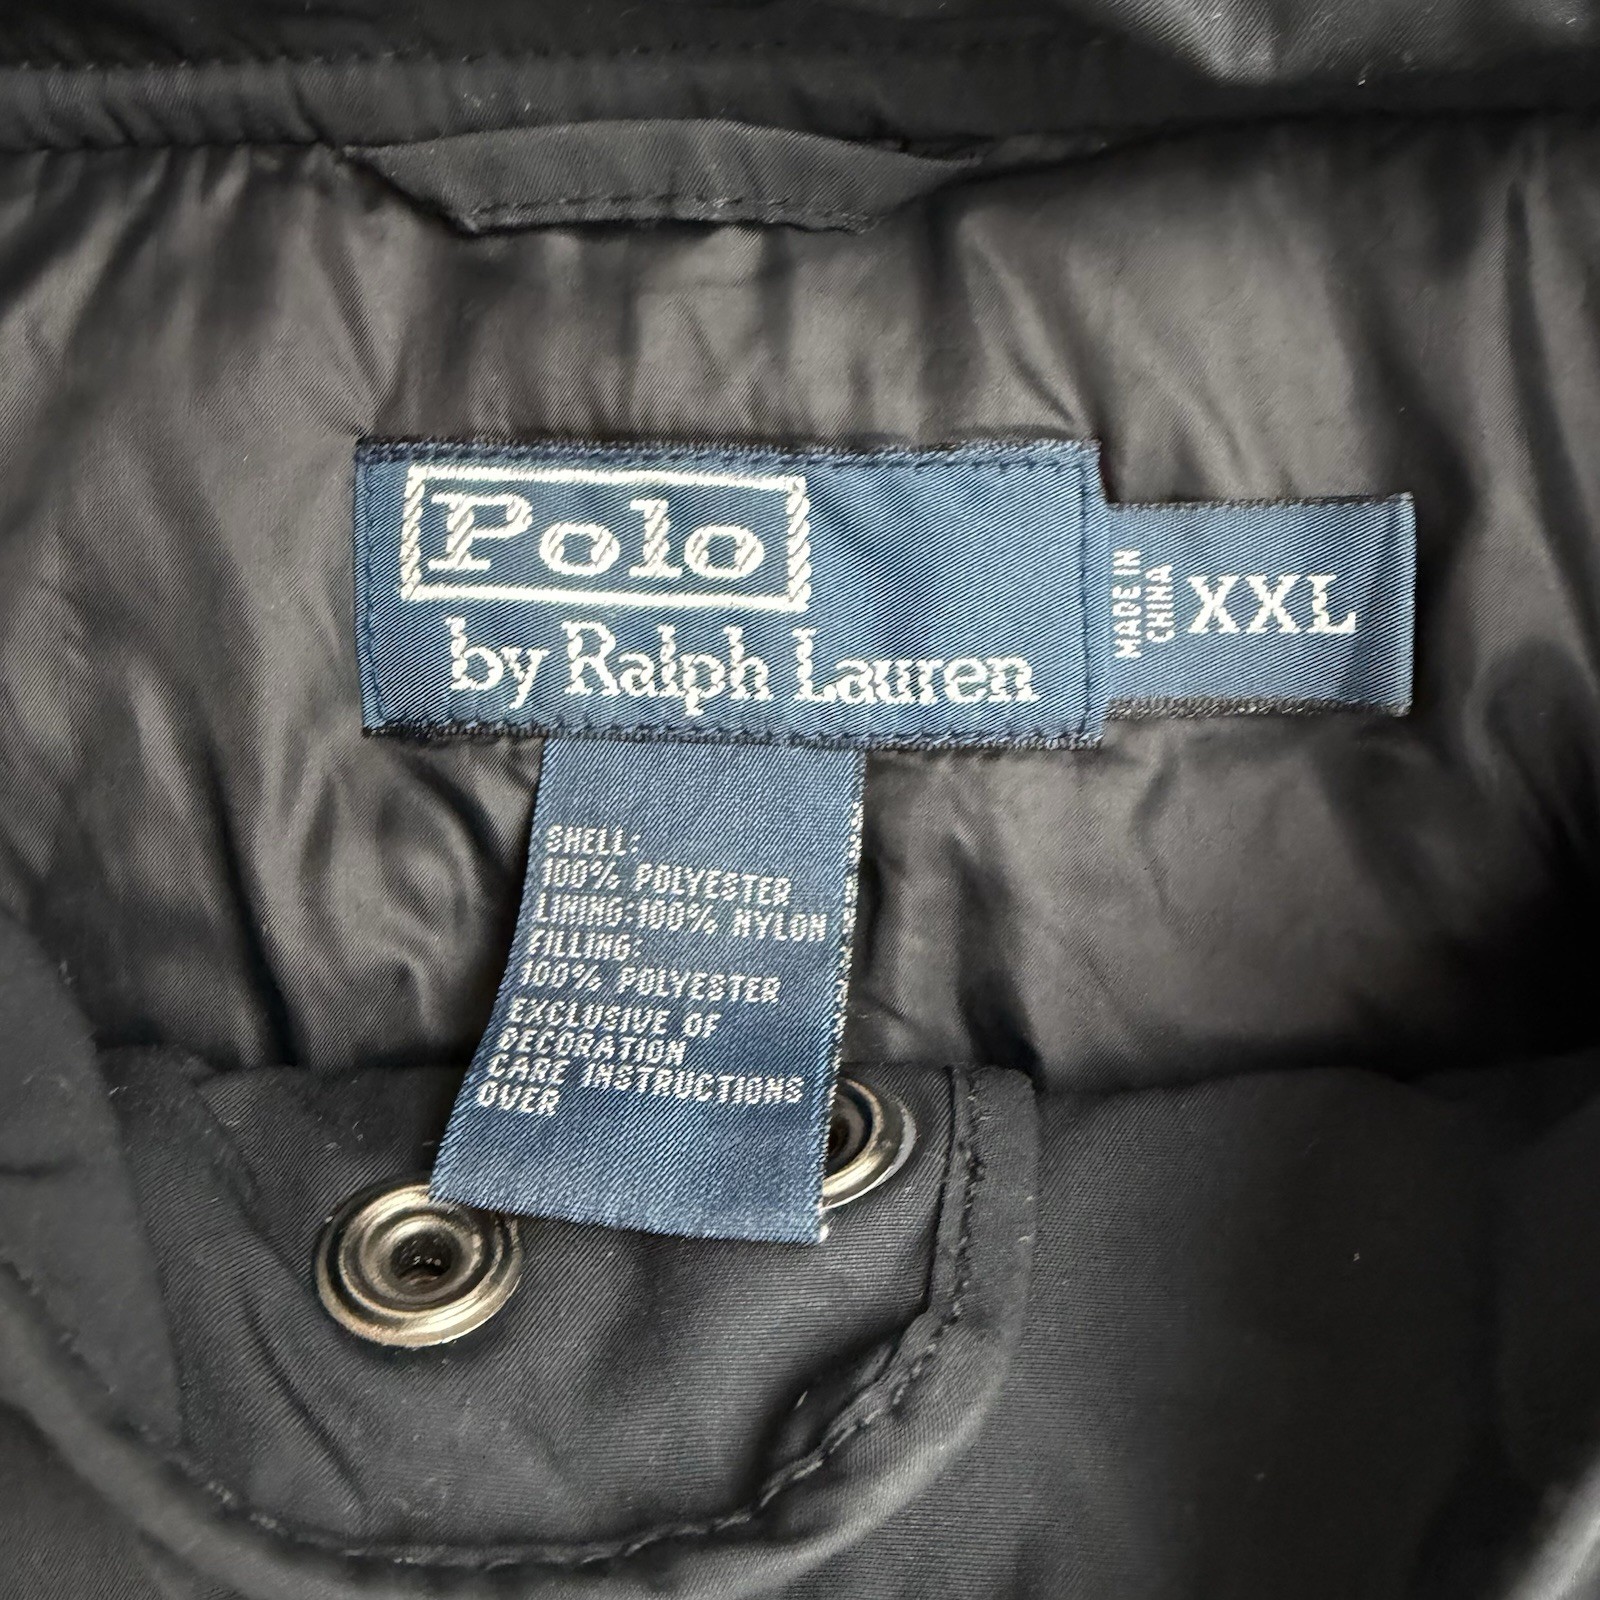 Polo
by Ralph Lauren
MADE IN
CHINA
XXL
SHELL:
100% POLYESTER
LINING:100% NYLON
FILLING:
100% POLYESTER
EXCLUSIVE OF
DECORATION
CARE INSTRUCTIONS
OVER